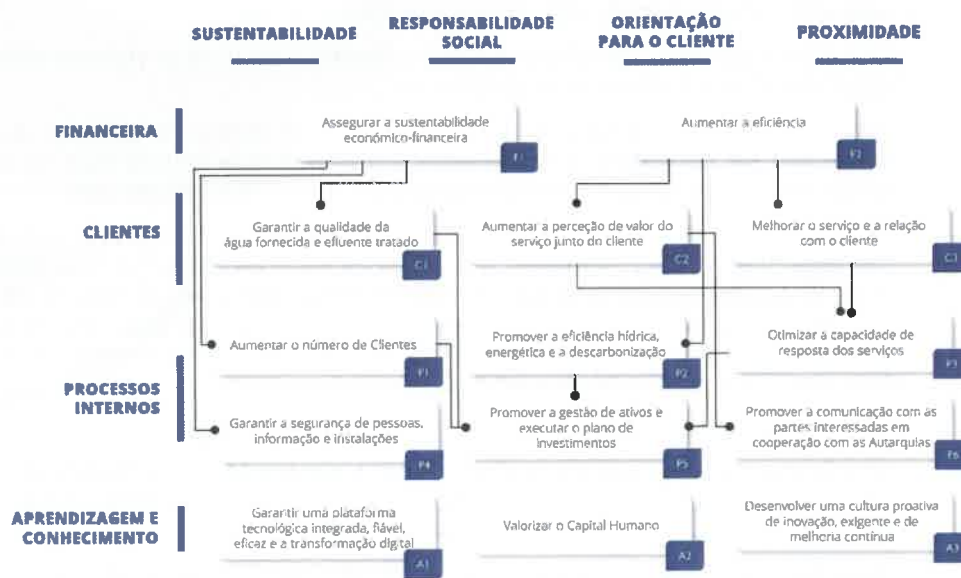 SUSTENTABILIDADE
RESPONSABILIDADE
SOCIAL
ORIENTAÇÃO
PARA O CLIENTE
PROXIMIDADE
FINANCEIRA
Assegurar a sustentabilidade
económico-financeira
F1
Aumentar a eficiência
F2
CLIENTES
Garantir a qualidade da
água fornecida e efluente tratado
C1
Aumentar a perceção de valor do
serviço junto do cliente
C2
Melhorar o serviço e a relação
com o cliente
C3
PROCESSOS
INTERNOS
Aumentar o número de Clientes
P1
Promover a eficiência hídrica,
energética e a descarbonização
P2
Otimizar a capacidade de
resposta dos serviços
P3
Garantir a segurança de pessoas,
informação e instalações
P4
Promover a gestão de ativos e
executar o plano de
investimentos
P5
Promover a comunicação com as
partes interessadas em
cooperação com as Autarquias
P6
APRENDIZAGEM E
CONHECIMENTO
Garantir uma plataforma
tecnológica integrada, fiável,
eficaz e a transformação digital
A1
Valorizar o Capital Humano
A2
Desenvolver uma cultura proativa
de inovação, exigente e de
melhoria contínua
A3